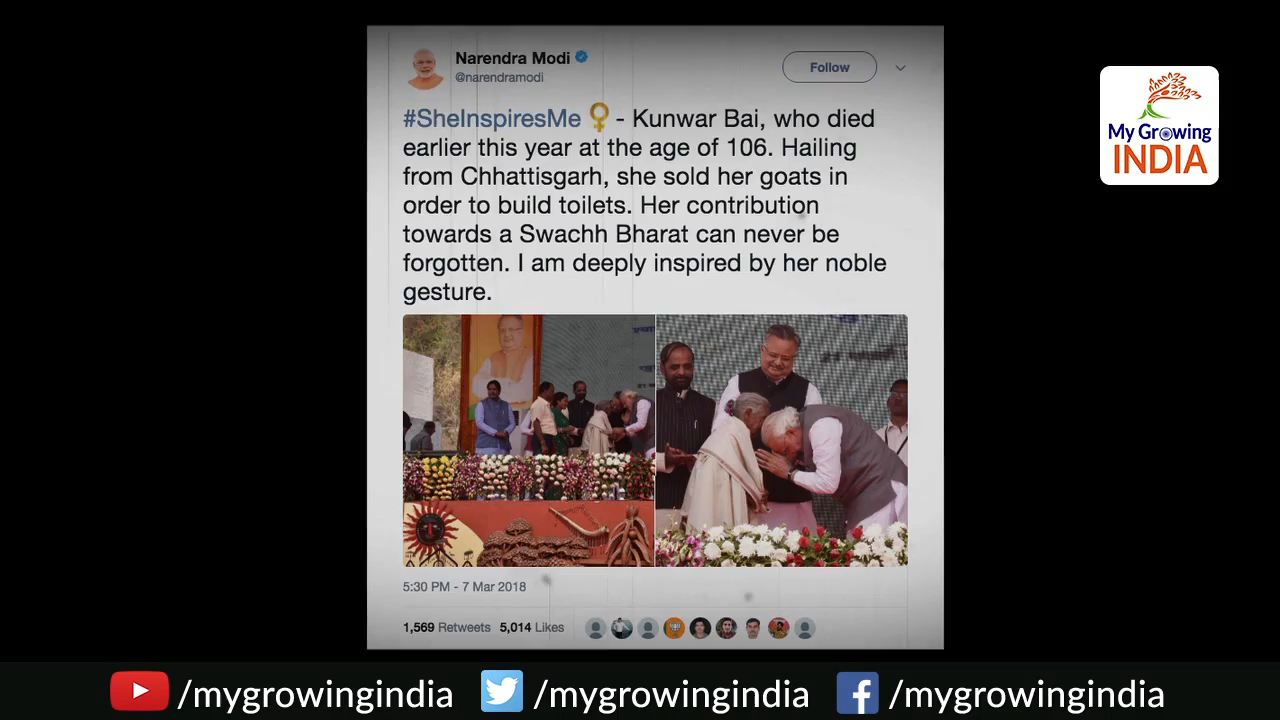 Narendra Modi
@narendramodi
Follow
#SheInspiresMe - Kunwar Bai, who died
earlier this year at the age of 106. Hailing
from Chhattisgarh, she sold her goats in
order to build toilets. Her contribution
towards a Swachh Bharat can never be
forgotten. I am deeply inspired by her noble
gesture.
5:30 PM - 7 Mar 2018
1,569 Retweets 5,014 Likes
My Growing
INDIA
/mygrowingindia /mygrowingindia /mygrowingindia